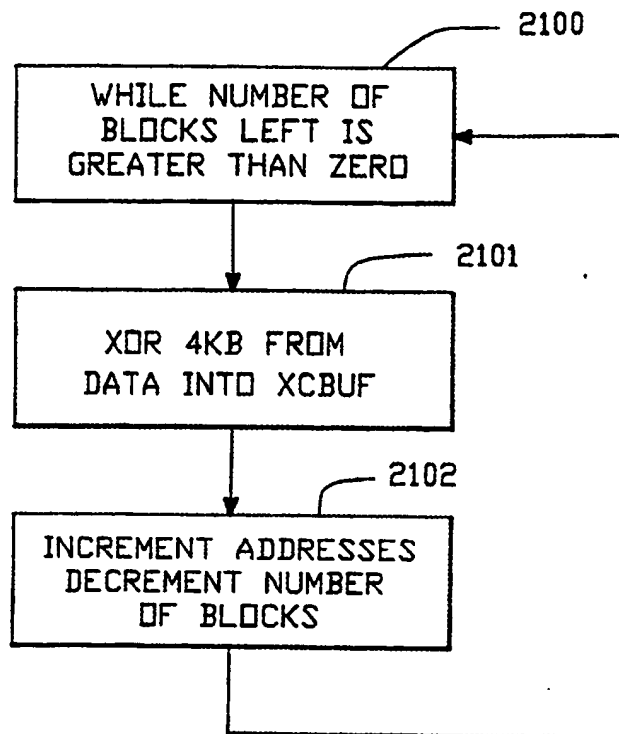 2100
WHILE NUMBER OF
BLOCKS LEFT IS
GREATER THAN ZERO
2101
XOR 4KB FROM
DATA INTO XCBUF
2102
INCREMENT ADDRESSES
DECREMENT NUMBER
OF BLOCKS